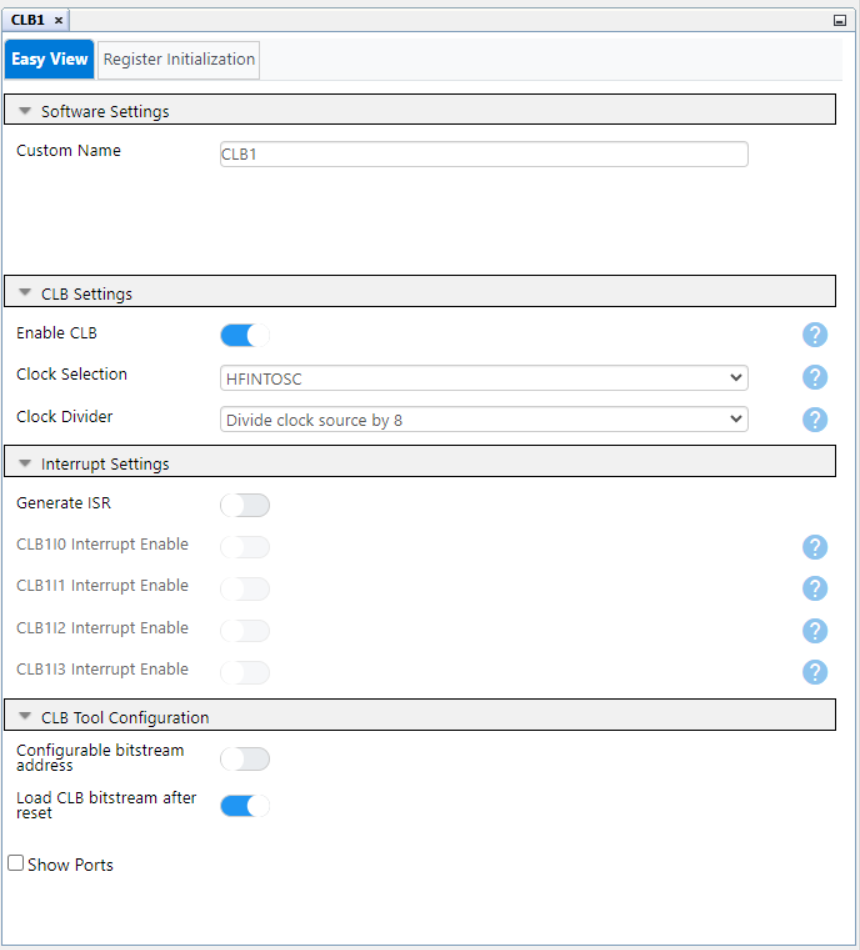 CLB1 ×
Easy View Register Initialization
Software Settings
Custom Name CLB1
CLB Settings
Enable CLB ?
Clock Selection HFINTOSC ?
Clock Divider Divide clock source by 8 ?
Interrupt Settings
Generate ISR
CLB1I0 Interrupt Enable ?
CLB1I1 Interrupt Enable ?
CLB1I2 Interrupt Enable ?
CLB1I3 Interrupt Enable ?
CLB Tool Configuration
Configurable bitstream
address
Load CLB bitstream after
reset
Show Ports